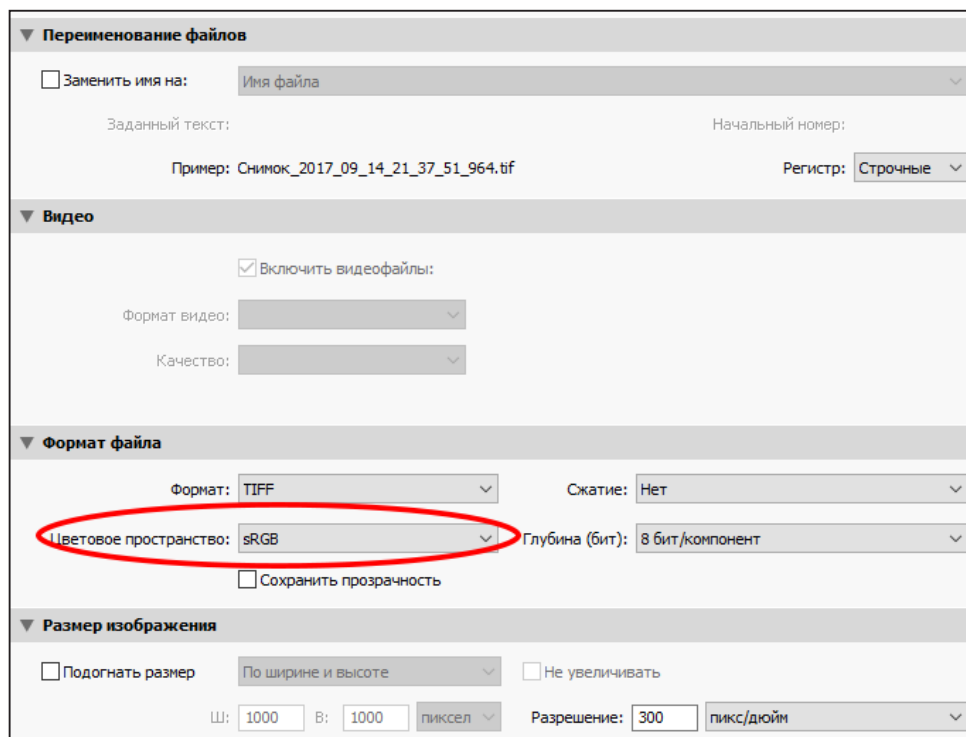 Переименование файлов
Заменить имя на: Имя файла
Заданный текст: Начальный номер:
Пример: Снимок_2017_09_14_21_37_51_964.tif Регистр: Строчные
Видео
Включить видеофайлы:
Формат видео:
Качество:
Формат файла
Формат: TIFF Сжатие: Нет
Цветовое пространство: sRGB Глубина (бит): 8 бит/компонент
Сохранить прозрачность
Размер изображения
Подогнать размер По ширине и высоте Не увеличивать
Ш: 1000 В: 1000 пиксел Разрешение: 300 пикс/дюйм